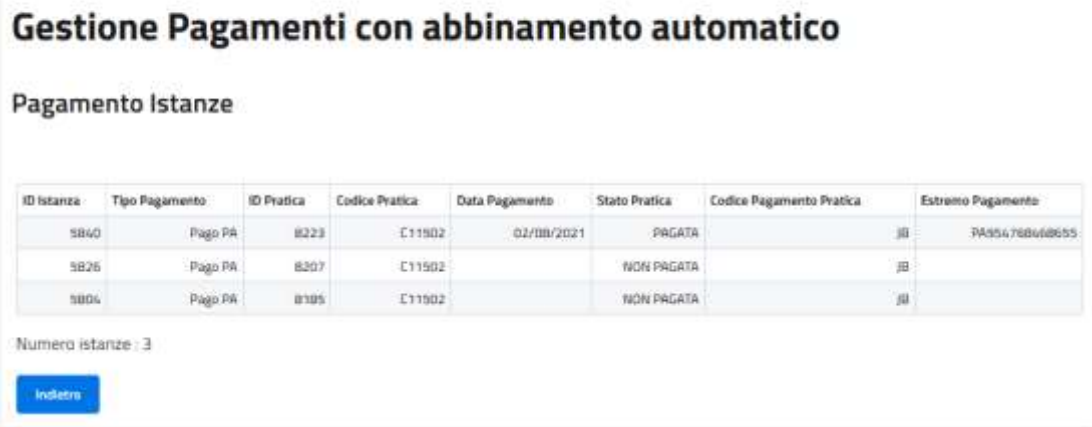 Gestione Pagamenti con abbinamento automatico
Pagamento Istanze
ID Istanza Tipo Pagamento ID Pratica Codice Pratica Data Pagamento Stato Pratica Codice Pagamento Pratica Estremo Pagamento
5840 Pago PA 8223 C11502 02/08/2021 PAGATA JB
5826 Pago PA 8207 C11502 NON PAGATA JB
5804 Pago PA 8185 C11502 NON PAGATA JB
Numero istanze : 3
Indietro